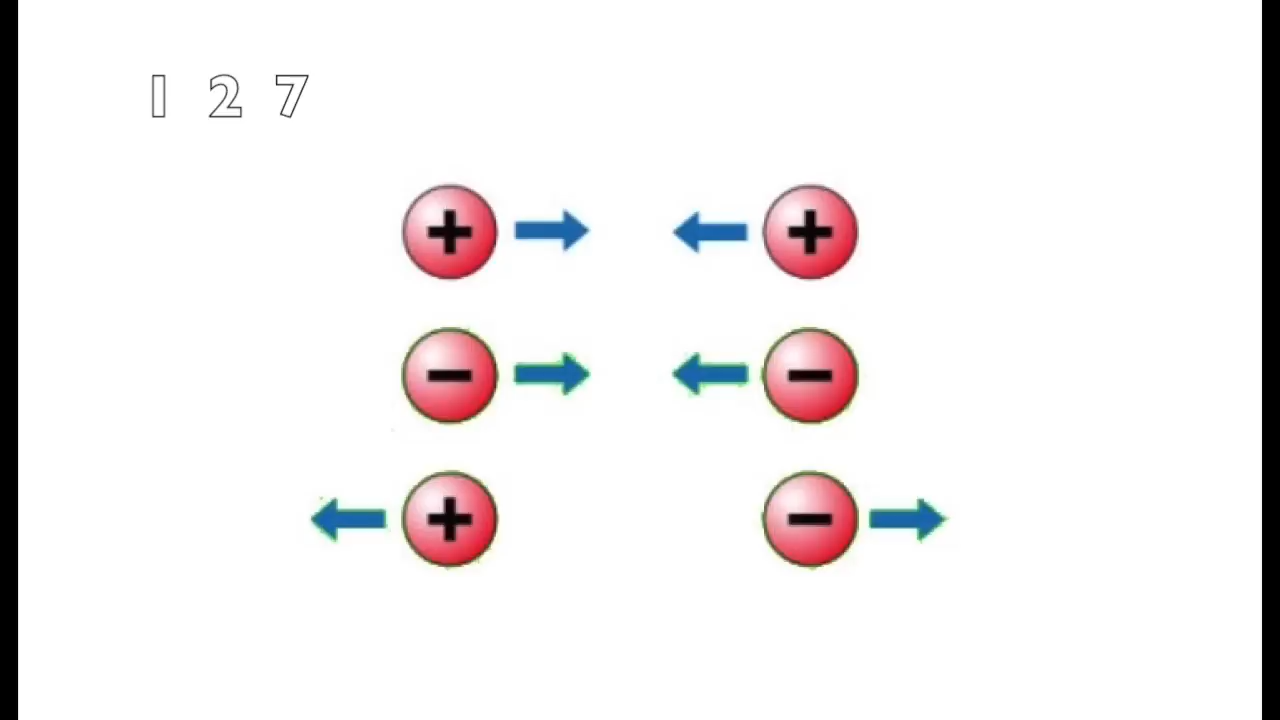 1 2 7
+ +
− −
+ −